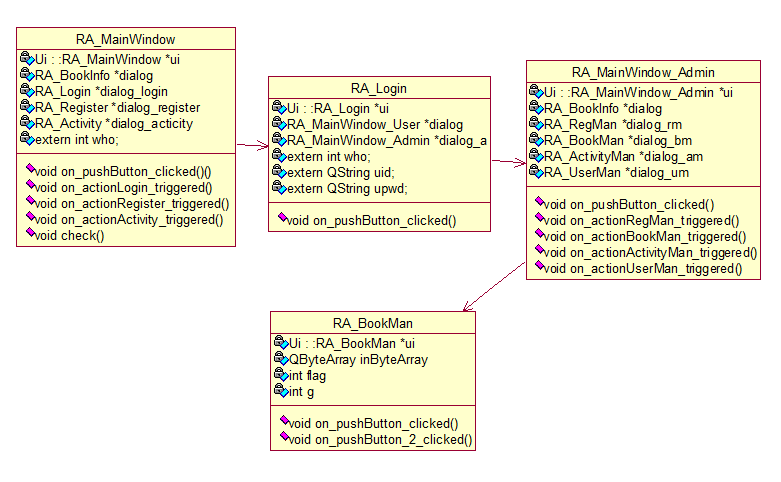 RA_MainWindow
Ui : :RA_MainWindow *ui
RA_BookInfo *dialog
RA_Login *dialog_login
RA_Register *dialog_register
RA_Activity *dialog_acticity
extern int who;
void on_pushButton_clicked()()
void on_actionLogin_triggered()
void on_actionRegister_triggered()
void on_actionActivity_triggered()
void check()
RA_Login
Ui : :RA_Login *ui
RA_MainWindow_User *dialog
RA_MainWindow_Admin *dialog_a
extern int who;
extern QString uid;
extern QString upwd;
void on_pushButton_clicked()
RA_MainWindow_Admin
Ui : :RA_MainWindow_Admin *ui
RA_BookInfo *dialog
RA_RegMan *dialog_rm
RA_BookMan *dialog_bm
RA_ActivityMan *dialog_am
RA_UserMan *dialog_um
void on_pushButton_clicked()
void on_actionRegMan_triggered()
void on_actionBookMan_triggered()
void on_actionActivityMan_triggered()
void on_actionUserMan_triggered()
RA_BookMan
Ui : :RA_BookMan *ui
QByteArray inByteArray
int flag
int g
void on_pushButton_clicked()
void on_pushButton_2_clicked()